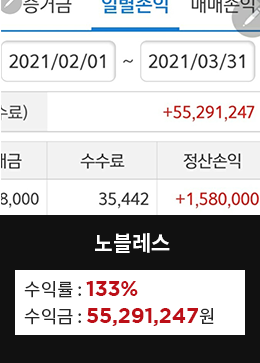 증거금 일별손익 매매손익
2021/02/01 ~ 2021/03/31
수료) +55,291,247
수수료 정산손익
8,000 35,442 +1,580,000
노블레스
수익률 : 133%
수익금 : 55,291,247원